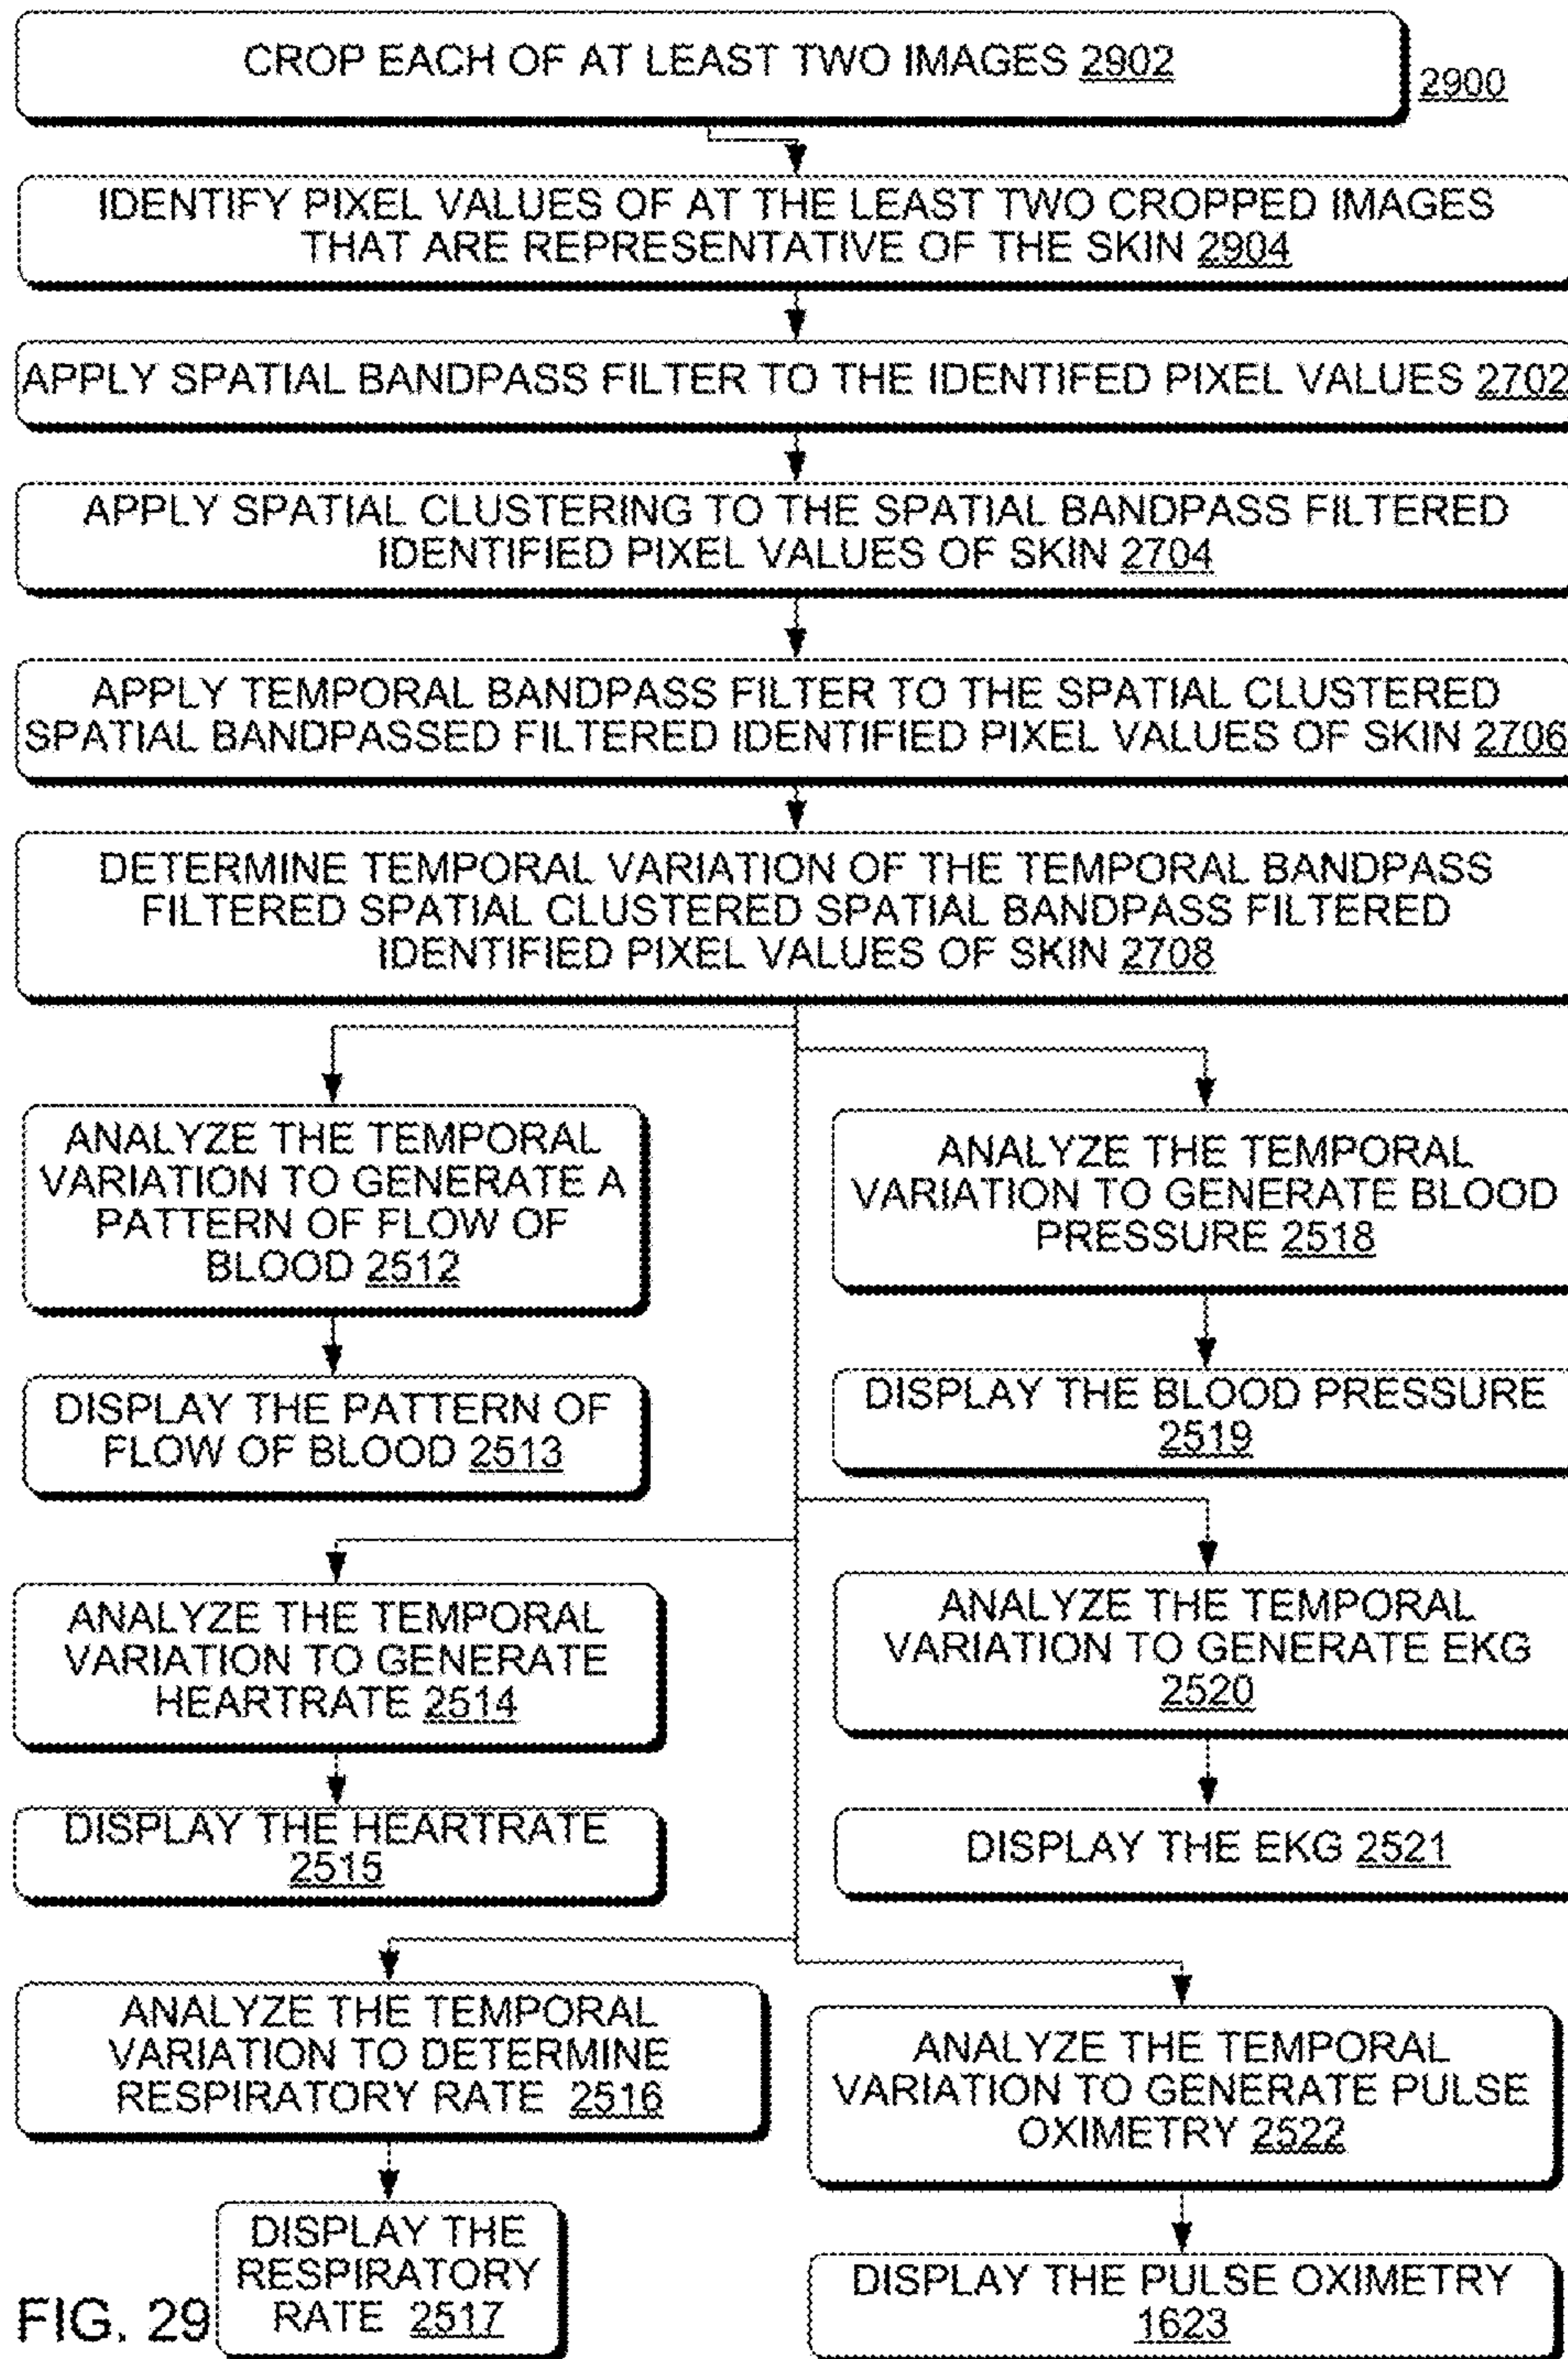 CROP EACH OF AT LEAST TWO IMAGES 2902
2900
IDENTIFY PIXEL VALUES OF AT THE LEAST TWO CROPPED IMAGES
THAT ARE REPRESENTATIVE OF THE SKIN 2904
APPLY SPATIAL BANDPASS FILTER TO THE IDENTIFED PIXEL VALUES 2702
APPLY SPATIAL CLUSTERING TO THE SPATIAL BANDPASS FILTERED
IDENTIFIED PIXEL VALUES OF SKIN 2704
APPLY TEMPORAL BANDPASS FILTER TO THE SPATIAL CLUSTERED
SPATIAL BANDPASSED FILTERED IDENTIFIED PIXEL VALUES OF SKIN 2706
DETERMINE TEMPORAL VARIATION OF THE TEMPORAL BANDPASS
FILTERED SPATIAL CLUSTERED SPATIAL BANDPASS FILTERED
IDENTIFIED PIXEL VALUES OF SKIN 2708
ANALYZE THE TEMPORAL
VARIATION TO GENERATE A
PATTERN OF FLOW OF
BLOOD 2512
ANALYZE THE TEMPORAL
VARIATION TO GENERATE BLOOD
PRESSURE 2518
DISPLAY THE PATTERN OF
FLOW OF BLOOD 2513
DISPLAY THE BLOOD PRESSURE
2519
ANALYZE THE TEMPORAL
VARIATION TO GENERATE
HEARTRATE 2514
ANALYZE THE TEMPORAL
VARIATION TO GENERATE EKG
2520
DISPLAY THE HEARTRATE
2515
DISPLAY THE EKG 2521
ANALYZE THE TEMPORAL
VARIATION TO DETERMINE
RESPIRATORY RATE 2516
ANALYZE THE TEMPORAL
VARIATION TO GENERATE PULSE
OXIMETRY 2522
DISPLAY THE
RESPIRATORY
RATE 2517
DISPLAY THE PULSE OXIMETRY
1623
FIG. 29